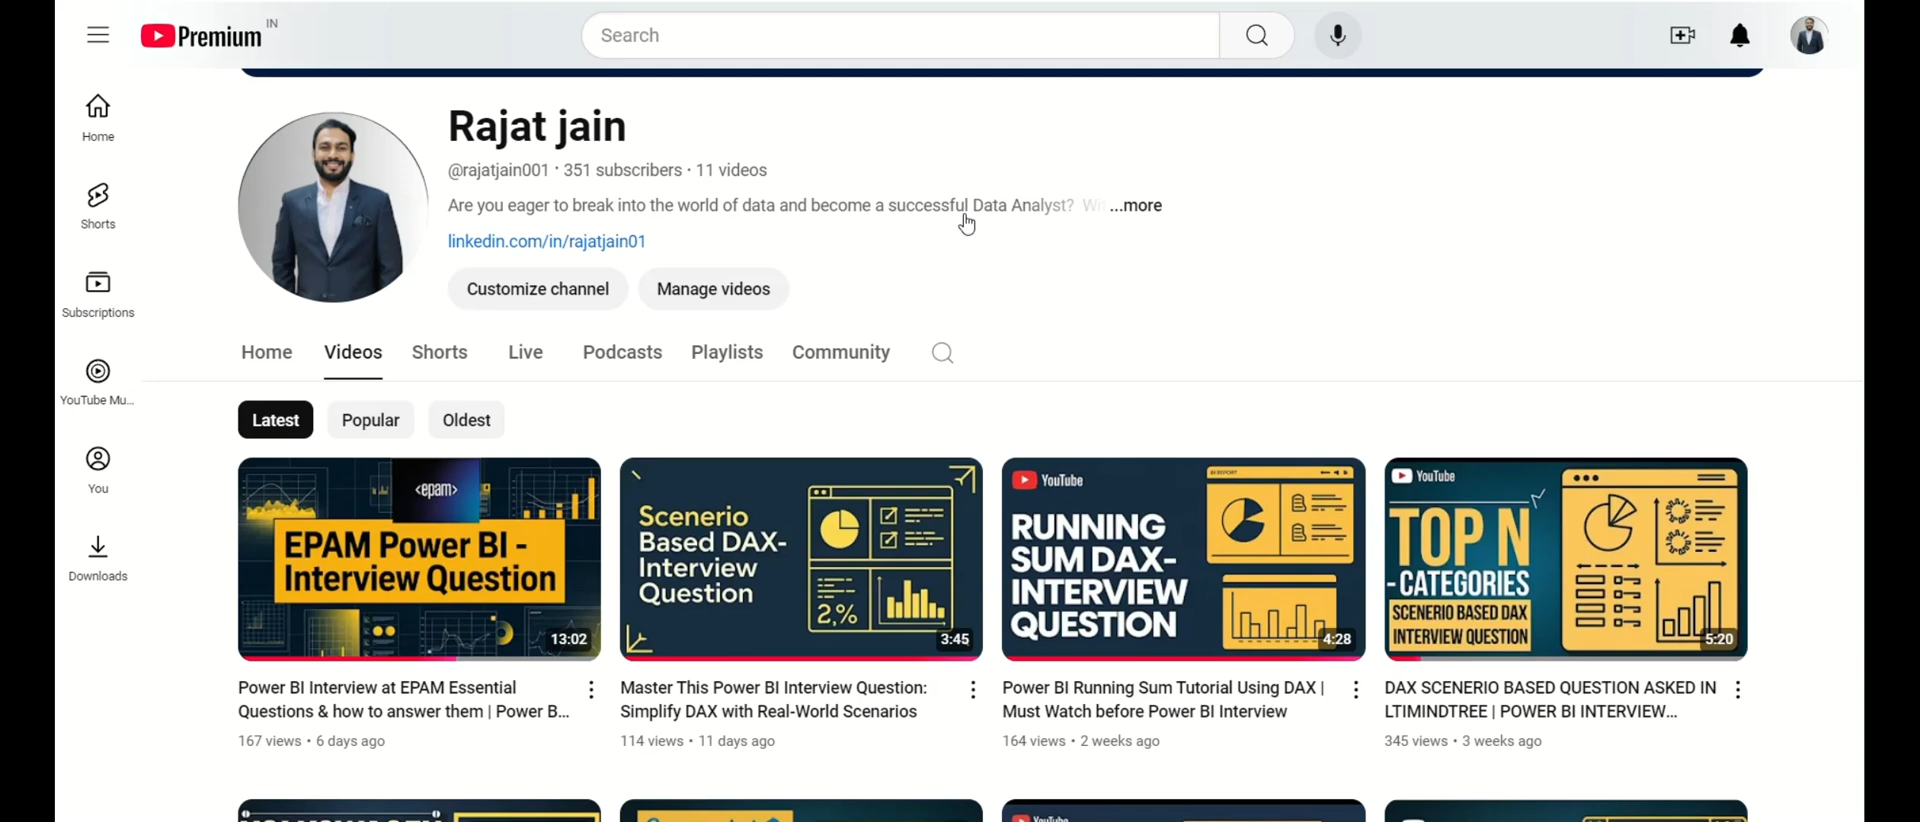 Premium IN
Search
Home
Shorts
Subscriptions
YouTube Mu...
You
Downloads
Rajat jain
@rajatjain001 · 351 subscribers · 11 videos
Are you eager to break into the world of data and become a successful Data Analyst? Wi ...more
linkedin.com/in/rajatjain01
Customize channel
Manage videos
Home Videos Shorts Live Podcasts Playlists Community
Latest Popular Oldest
<epam>
EPAM Power BI -
Interview Question
13:02
Power BI Interview at EPAM Essential
Questions & how to answer them | Power B...
167 views • 6 days ago
Scenerio
Based DAX-
Interview
Question
2,%
3:45
Master This Power BI Interview Question:
Simplify DAX with Real-World Scenarios
114 views • 11 days ago
YouTube
BI REPORT
RUNNING
SUM DAX-
INTERVIEW
QUESTION
4:28
Power BI Running Sum Tutorial Using DAX |
Must Watch before Power BI Interview
164 views • 2 weeks ago
YouTube
TOP N
- CATEGORIES
SCENERIO BASED DAX
INTERVIEW QUESTION
5:20
DAX SCENERIO BASED QUESTION ASKED IN
LTIMINDTREE | POWER BI INTERVIEW...
345 views • 3 weeks ago
YouTube